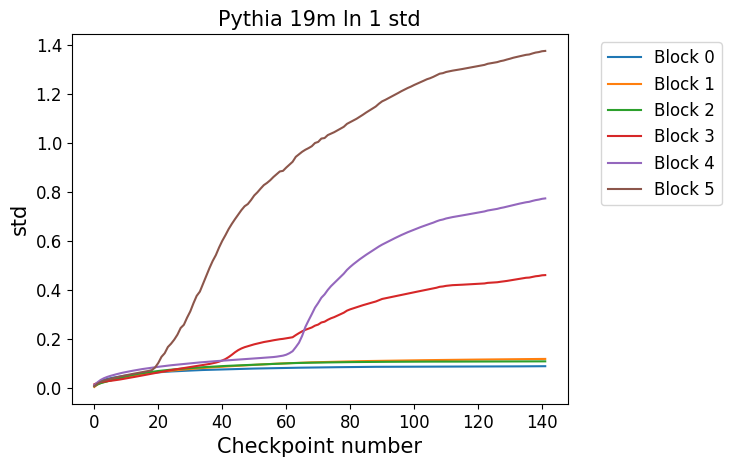 Pythia 19m ln 1 std
1.4
1.2
1.0
0.8
0.6
0.4
0.2
0.0
std
0 20 40 60 80 100 120 140
Checkpoint number
Block 0
Block 1
Block 2
Block 3
Block 4
Block 5